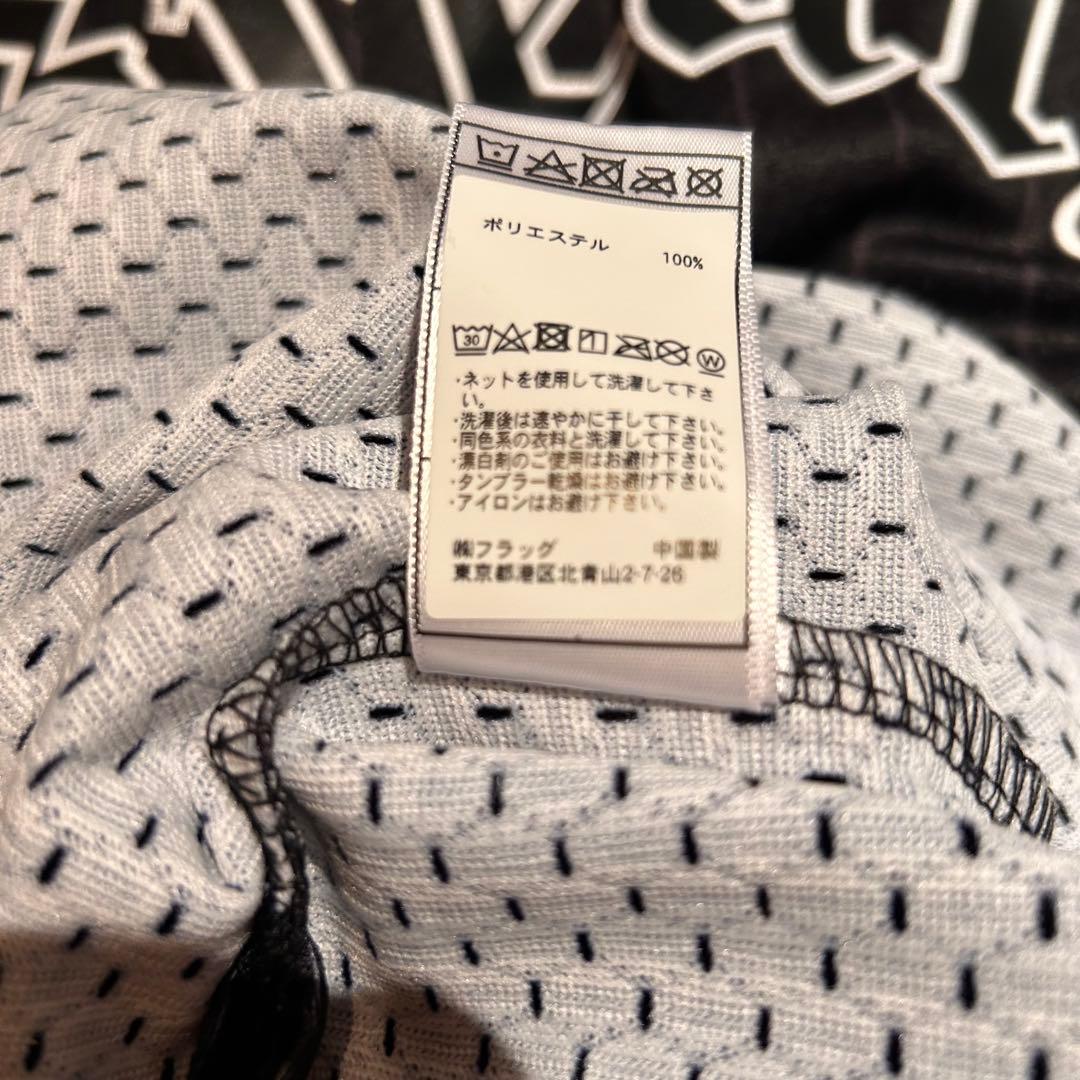 ポリエステル 100%
30 W
・ネットを使用して洗濯して下さ
い。
・洗濯後は速やかに干して下さい。
・同色系の衣料と洗濯して下さい。
・漂白剤のご使用はお避け下さい。
・タンブラー乾燥はお避け下さい。
・アイロンはお避け下さい。
㈱フラッグ 中国製
東京都港区北青山2-7-26